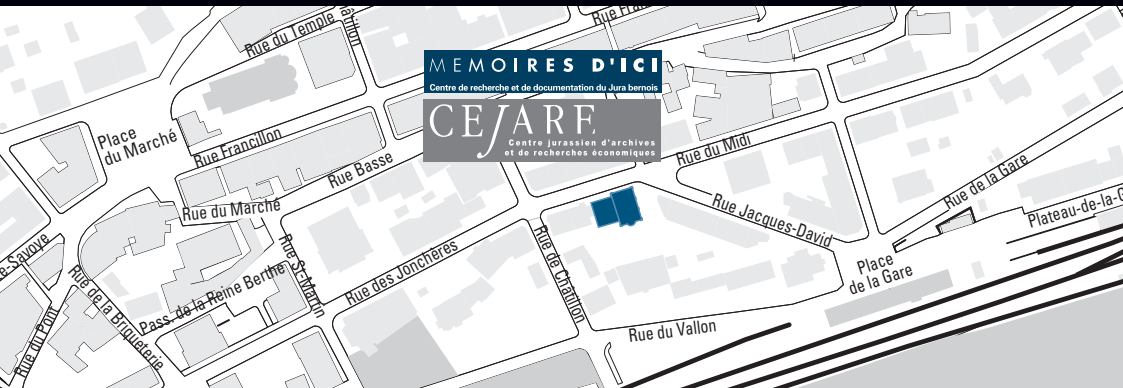 Rue du Temple
MEMOIRES D'ICI
Centre de recherche et de documentation du Jura bernois
CEJARE
Centre jurassien d'archives
et de recherches économiques
Place
du Marché
Rue Francillon
Rue Basse
Rue du Midi
Rue du Marché
Rue Jacques-David
Rue de la Gare
Plateau-de-la-G
Place
de la Gare
Rue St-Martin
Rue des Jonchères
Rue de Châtillon
Pass. de la Reine Berthe
Rue de la Briqueterie
Rue du Pont
Rue du Vallon